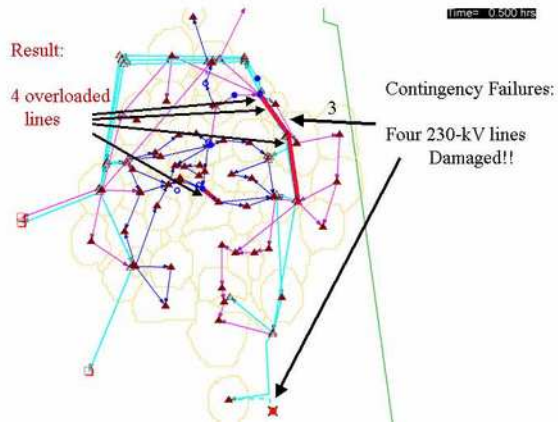 Time= 0.500 hrs
Result:
4 overloaded
lines
3
Contingency Failures:
Four 230-kV lines
Damaged!!